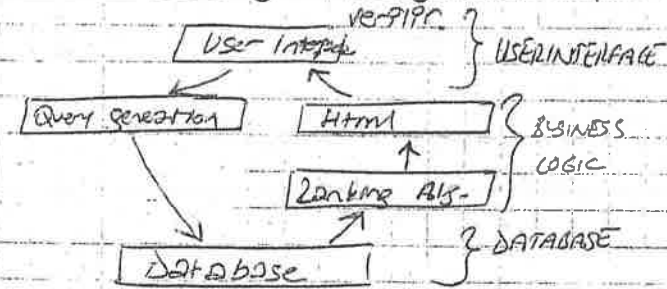 User Interface
USERINTERFACE
Query generation
Html
BUSINESS
LOGIC
Ranking Alg.
Database
DATABASE